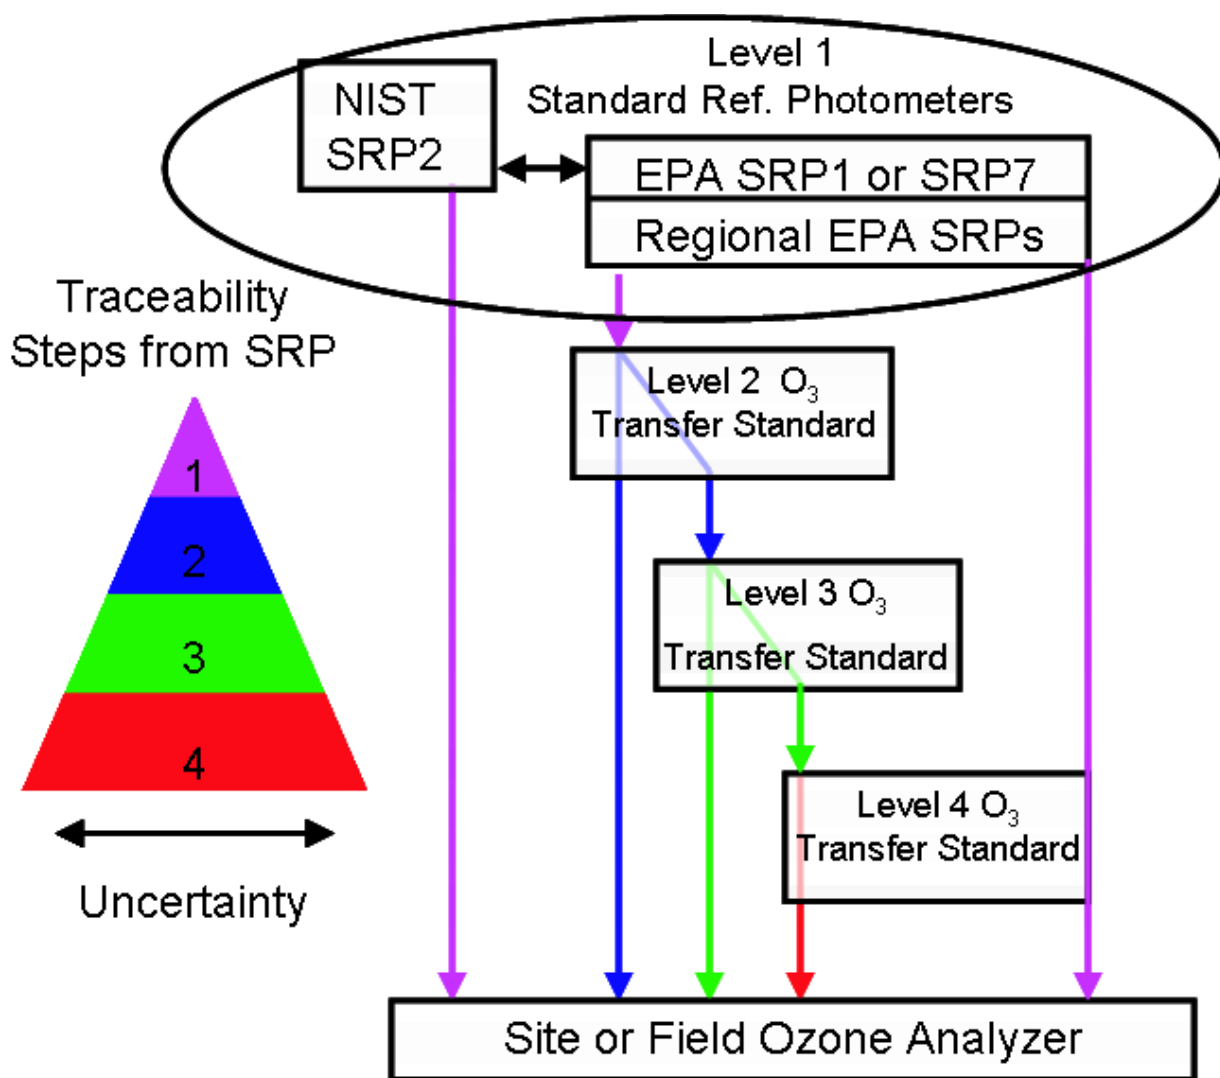 Level 1
Standard Ref. Photometers
NIST
SRP2
EPA SRP1 or SRP7
Regional EPA SRPs
Traceability
Steps from SRP
1
2
3
4
Uncertainty
Level 2 O₃
Transfer Standard
Level 3 O₃
Transfer Standard
Level 4 O₃
Transfer Standard
Site or Field Ozone Analyzer